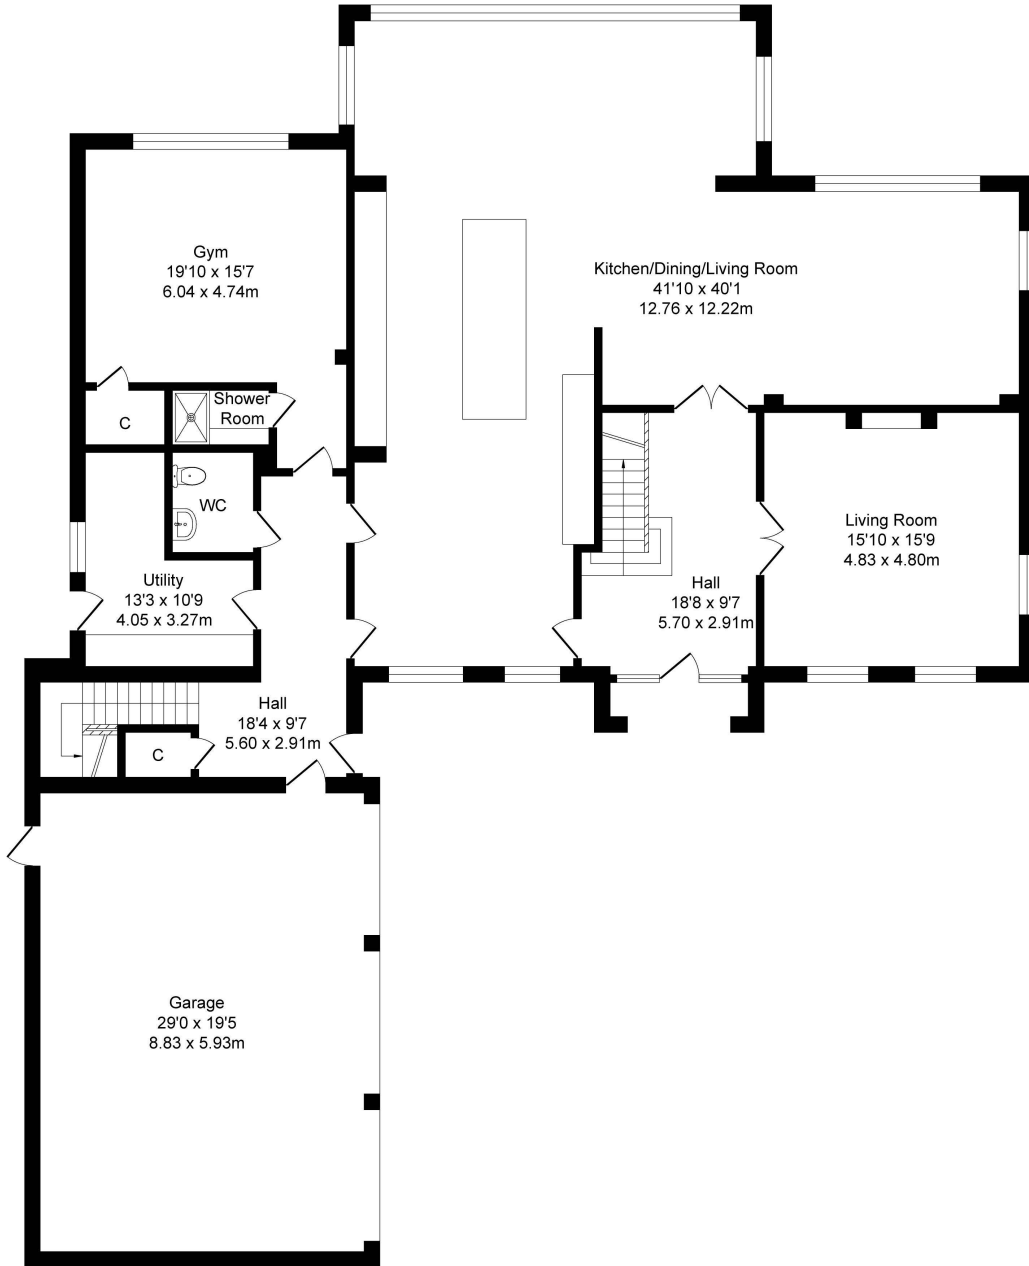 Gym
19'10 x 15'7
6.04 x 4.74m
Kitchen/Dining/Living Room
41'10 x 40'1
12.76 x 12.22m
C
Shower
Room
WC
Utility
13'3 x 10'9
4.05 x 3.27m
Hall
18'8 x 9'7
5.70 x 2.91m
Living Room
15'10 x 15'9
4.83 x 4.80m
Hall
18'4 x 9'7
5.60 x 2.91m
C
Garage
29'0 x 19'5
8.83 x 5.93m